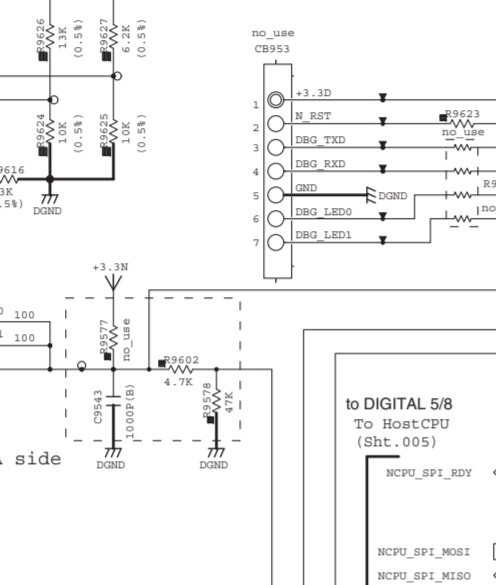 R9626
13K
(0.5%)
R9627
6.2K
(0.5%)
R9624
10K
(0.5%)
R9625
10K
(0.5%)
9616
3K
.5%)
DGND
no_use
CB953
1 +3.3D
2 N_RST
R9623
no_use
3 DBG_TXD
4 DBG_RXD
5 GND
DGND
R9
6 DBG_LED0
no
7 DBG_LED1
+3.3N
0 100
1 100
R9577
no_use
R9602
4.7K
C9543
1000P(B)
R9578
47K
DGND
DGND
side
to DIGITAL 5/8
To HostCPU
(Sht.005)
NCPU_SPI_RDY
NCPU_SPI_MOSI
NCPU_SPI_MISO